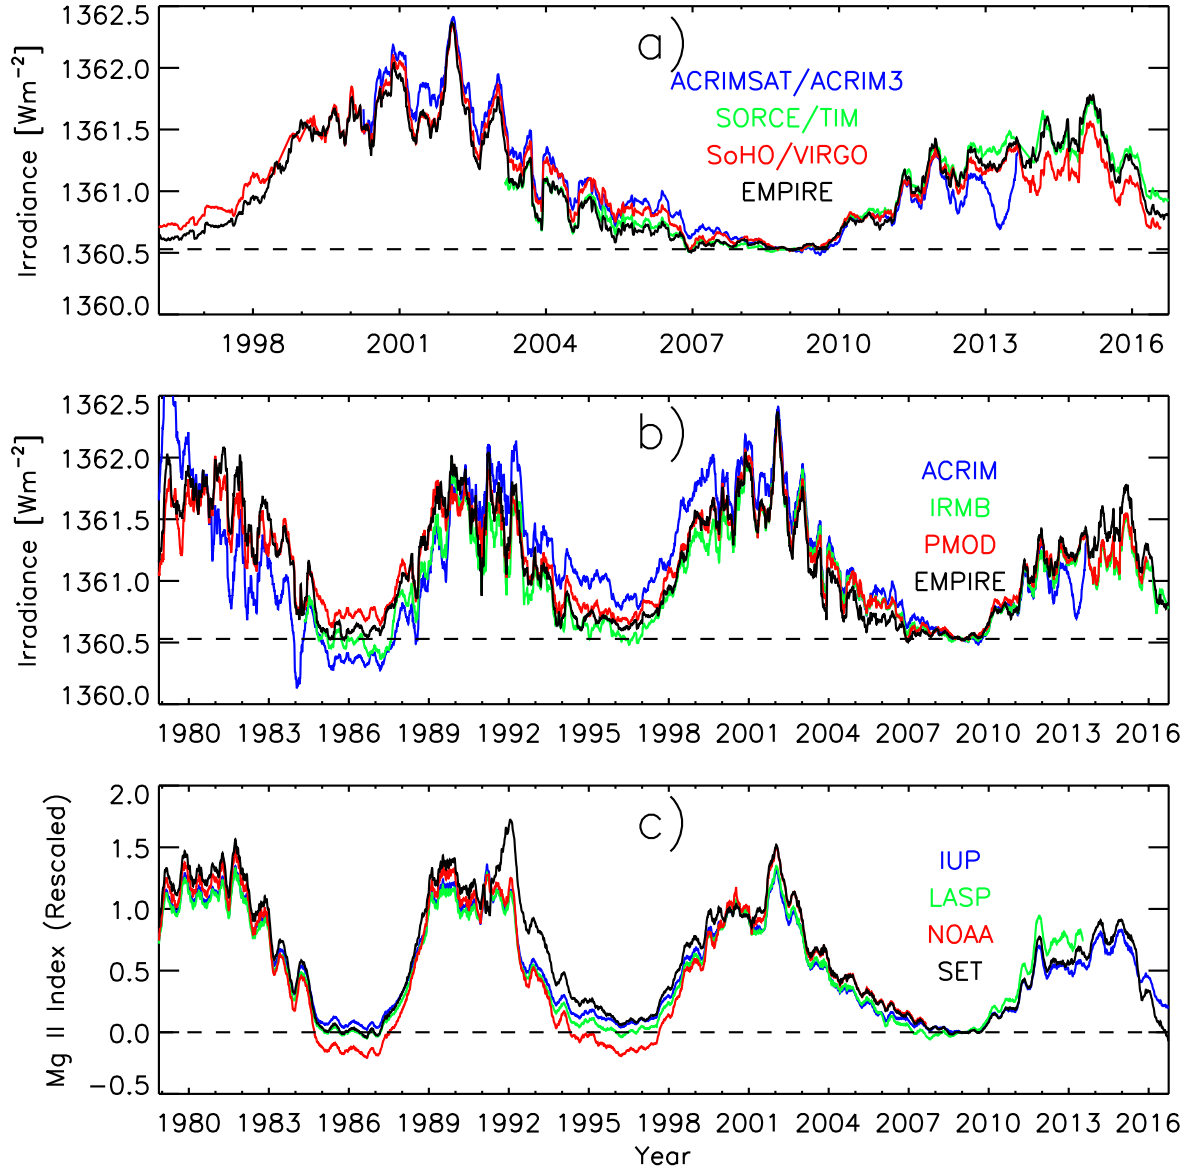 a)
Irradiance [Wm⁻²]
1362.5
1362.0
1361.5
1361.0
1360.5
1360.0
ACRIMSAT/ACRIM3
SORCE/TIM
SoHO/VIRGO
EMPIRE
1998 2001 2004 2007 2010 2013 2016
b)
Irradiance [Wm⁻²]
1362.5
1362.0
1361.5
1361.0
1360.5
1360.0
ACRIM
IRMB
PMOD
EMPIRE
1980 1983 1986 1989 1992 1995 1998 2001 2004 2007 2010 2013 2016
c)
Mg II Index (Rescaled)
2.0
1.5
1.0
0.5
0.0
−0.5
IUP
LASP
NOAA
SET
1980 1983 1986 1989 1992 1995 1998 2001 2004 2007 2010 2013 2016
Year